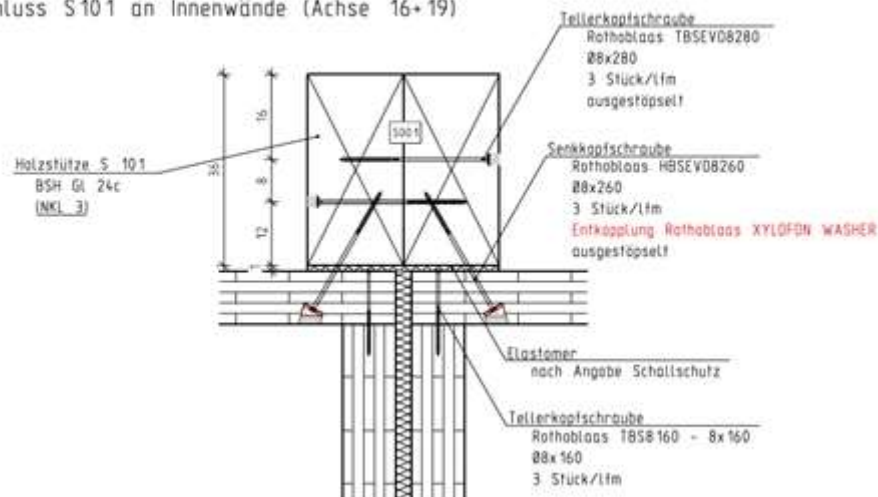 luss S101 an Innenwände (Achse 16+19)
Tellerkopfschraube
Rothoblaas TBSEVO8280
Ø8x280
3 Stück/lfm
ausgestöpselt
S001
16
36
8
12
1
Holzstütze S 101
BSH GL 24c
(NKL 3)
Senkkopfschraube
Rothoblaas HBSEVO8260
Ø8x260
3 Stück/lfm
Entkopplung Rothoblaas XYLOFON WASHER
ausgestöpselt
Elastomer
nach Angabe Schallschutz
Tellerkopfschraube
Rothoblaas TBS8160 - 8x160
Ø8x160
3 Stück/lfm